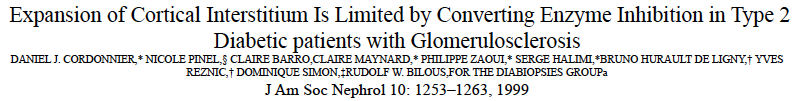 Expansion of Cortical Interstitium Is Limited by Converting Enzyme Inhibition in Type 2
Diabetic patients with Glomerulosclerosis
DANIEL J. CORDONNIER,* NICOLE PINEL,§ CLAIRE BARRO,CLAIRE MAYNARD,* PHILIPPE ZAOUI,* SERGE HALIMI,*BRUNO HURAULT DE LIGNY,† YVES
REZNIC,† DOMINIQUE SIMON,‡RUDOLF W. BILOUS,FOR THE DIABIOPSIES GROUPa
J Am Soc Nephrol 10: 1253–1263, 1999